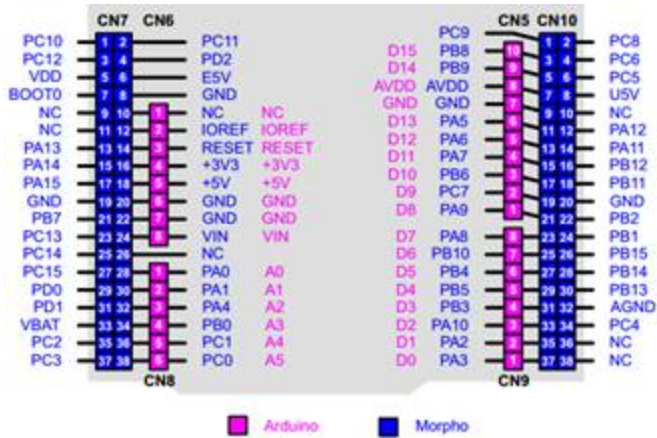 CN7 CN6 CN5 CN10
PC9
PC10 1 2 PC11 1 2 PC8
D15 PB8 10
PC12 3 4 PD2 3 4 PC6
D14 PB9 9
VDD 5 6 E5V 5 6 PC5
AVDD AVDD 8
BOOT0 7 8 GND 7 8 U5V
GND GND 7
NC 9 10 1 NC NC 9 10 NC
D13 PA5 6
NC 11 12 2 IOREF IOREF 11 12 PA12
D12 PA6 5
PA13 13 14 3 RESET RESET 13 14 PA11
D11 PA7 4
PA14 15 16 4 +3V3 +3V3 15 16 PB12
D10 PB6 3
PA15 17 18 5 +5V +5V 17 18 PB11
D9 PC7 2
GND 19 20 6 GND GND 19 20 GND
D8 PA9 1
PB7 21 22 7 GND GND 21 22 PB2
PC13 23 24 8 VIN VIN D7 PA8 8 23 24 PB1
PC14 25 26 NC D6 PB10 7 25 26 PB15
PC15 27 28 1 PA0 A0 D5 PB4 6 27 28 PB14
PD0 29 30 2 PA1 A1 D4 PB5 5 29 30 PB13
PD1 31 32 3 PA4 A2 D3 PB3 4 31 32 AGND
VBAT 33 34 4 PB0 A3 D2 PA10 3 33 34 PC4
PC2 35 36 5 PC1 A4 D1 PA2 2 35 36 NC
PC3 37 38 6 PC0 A5 D0 PA3 1 37 38 NC
CN8 CN9
Arduino Morpho